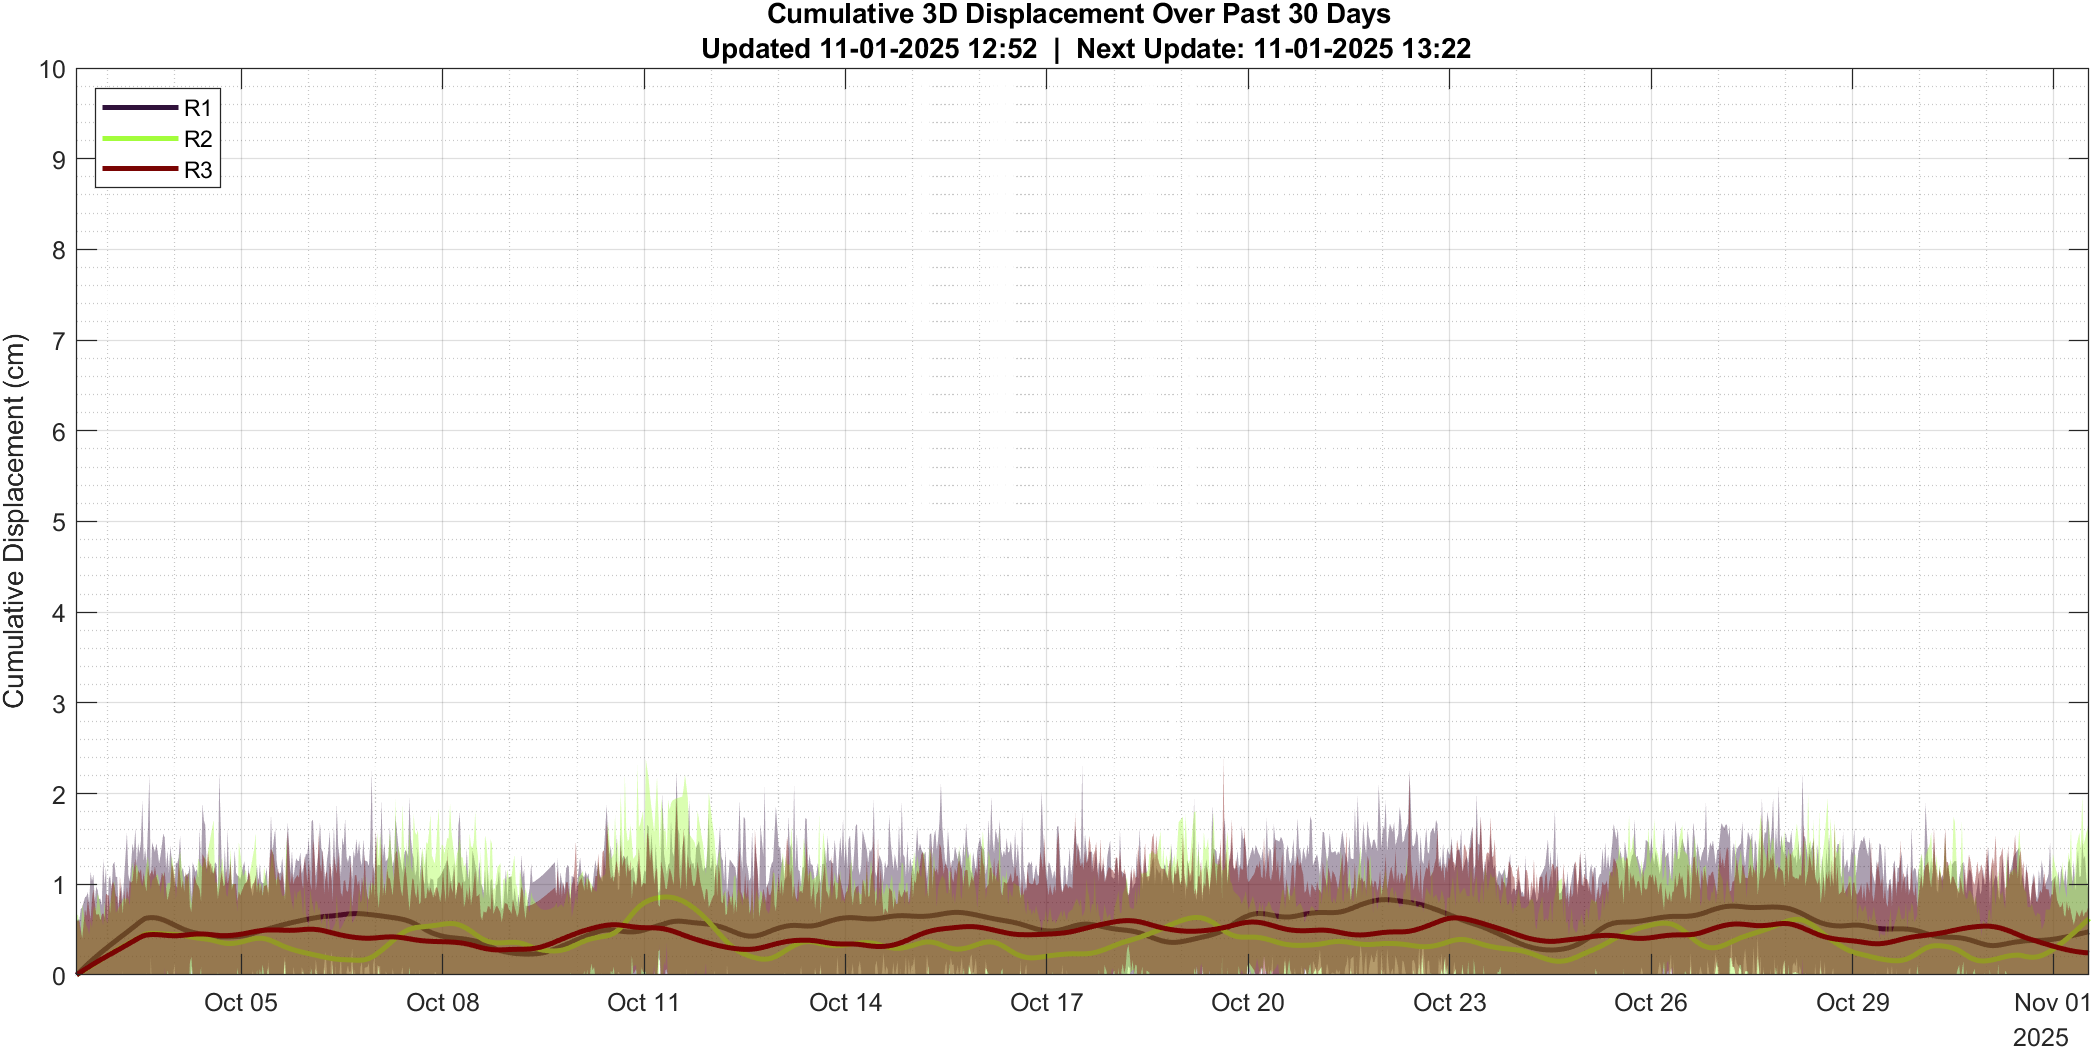 Cumulative 3D Displacement Over Past 30 Days
Updated 11-01-2025 12:52 | Next Update: 11-01-2025 13:22
R1
R2
R3
Cumulative Displacement (cm)
10
9
8
7
6
5
4
3
2
1
0
Oct 05 Oct 08 Oct 11 Oct 14 Oct 17 Oct 20 Oct 23 Oct 26 Oct 29 Nov 01
2025